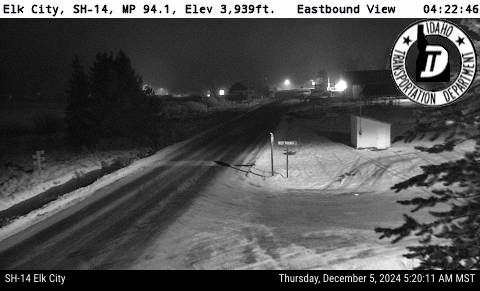 Elk City, SH-14, MP 94.1, Elev 3,939ft. Eastbound View 04:22:46
IDAHO
TRANSPORTATION DEPARTMENT
SH-14 Elk City Thursday, December 5, 2024 5:20:11 AM MST